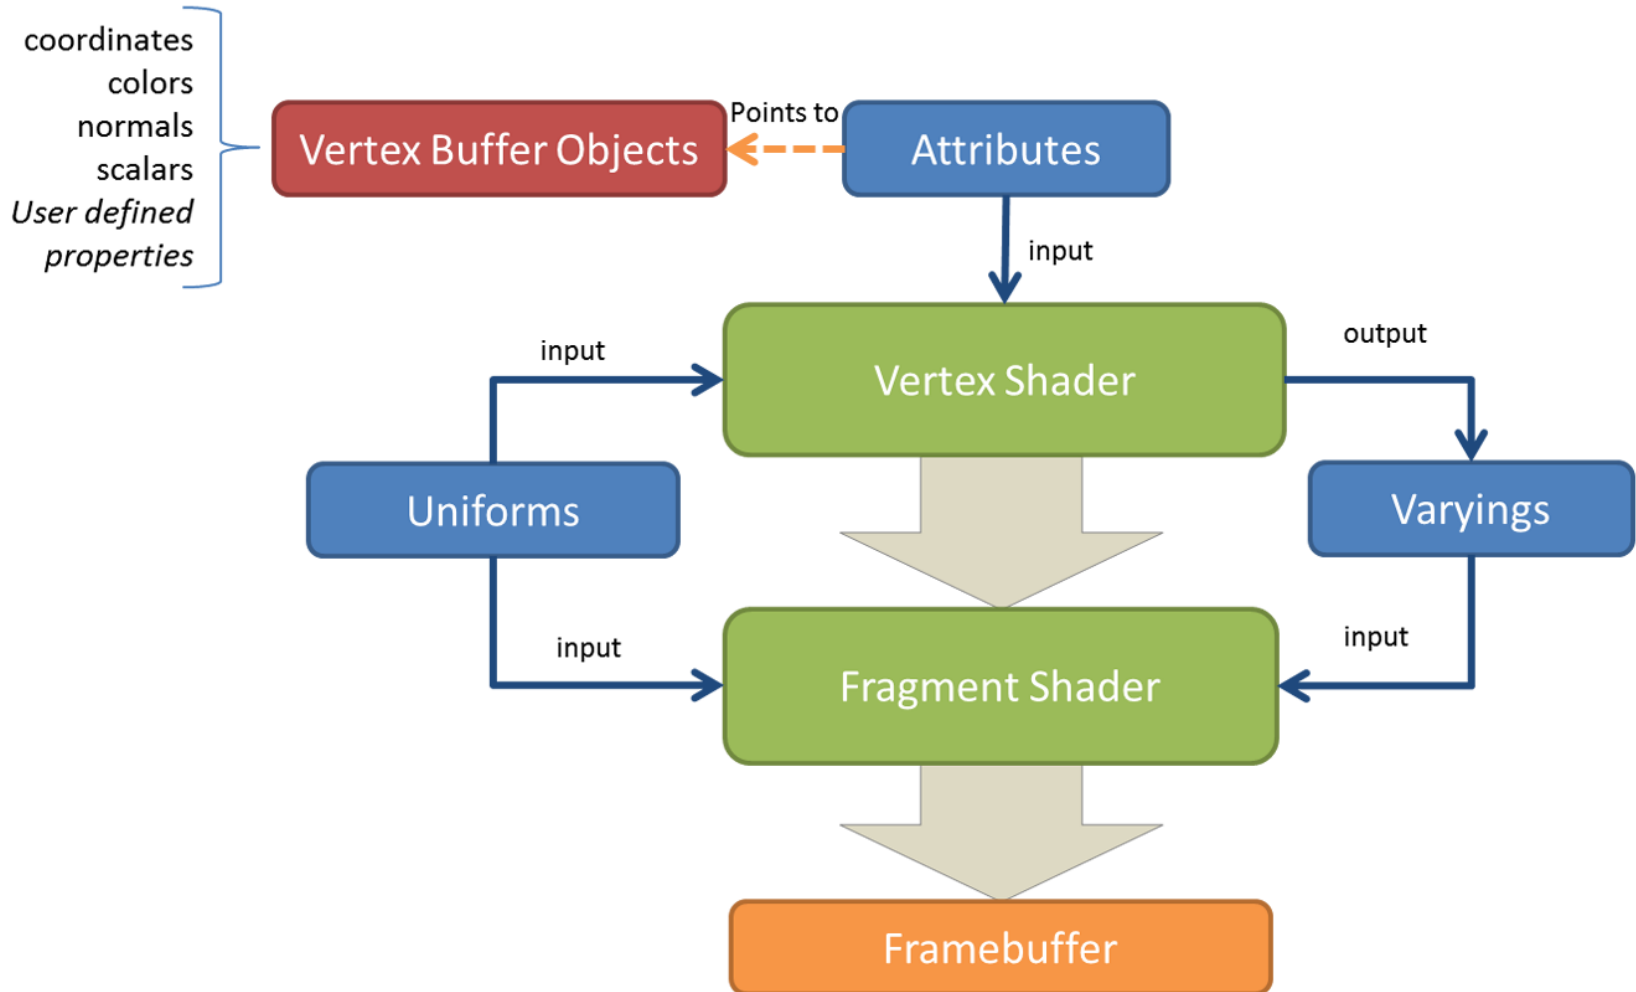 coordinates
colors
normals
scalars
User defined
properties
Vertex Buffer Objects
Points to
Attributes
input
input
Vertex Shader
output
Uniforms
Varyings
input
Fragment Shader
input
Framebuffer